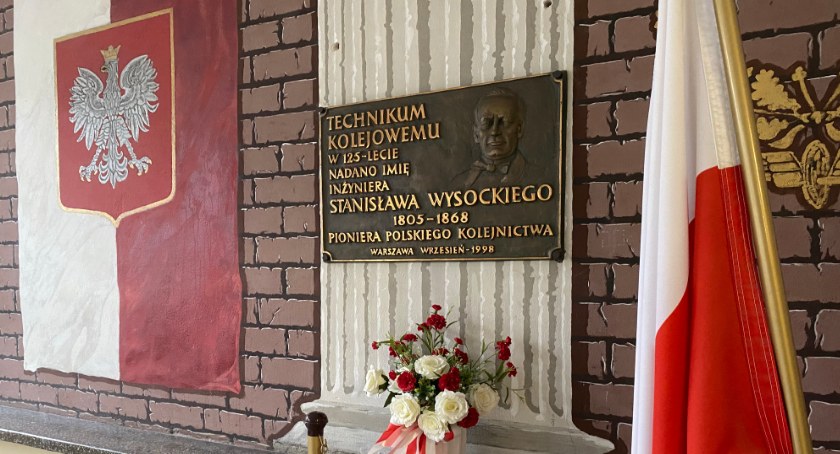 TECHNIKUM
KOLEJOWEMU
W 125-LECIE
NADANO IMIĘ
INŻYNIERA
STANISŁAWA WYSOCKIEGO
1805-1868
PIONIERA POLSKIEGO KOLEJNICTWA
WARSZAWA WRZESIEŃ-1998